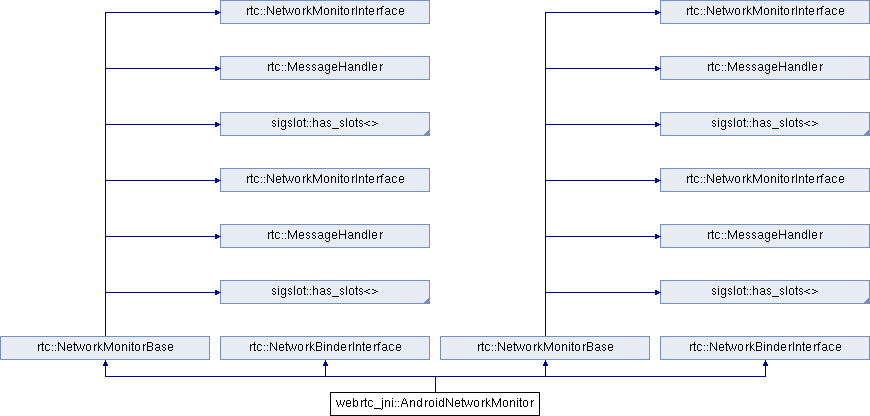 rtc::NetworkMonitorInterface rtc::NetworkMonitorInterface
rtc::MessageHandler rtc::MessageHandler
sigslot::has_slots<> sigslot::has_slots<>
rtc::NetworkMonitorInterface rtc::NetworkMonitorInterface
rtc::MessageHandler rtc::MessageHandler
sigslot::has_slots<> sigslot::has_slots<>
rtc::NetworkMonitorBase rtc::NetworkBinderInterface rtc::NetworkMonitorBase rtc::NetworkBinderInterface
webrtc_jni::AndroidNetworkMonitor